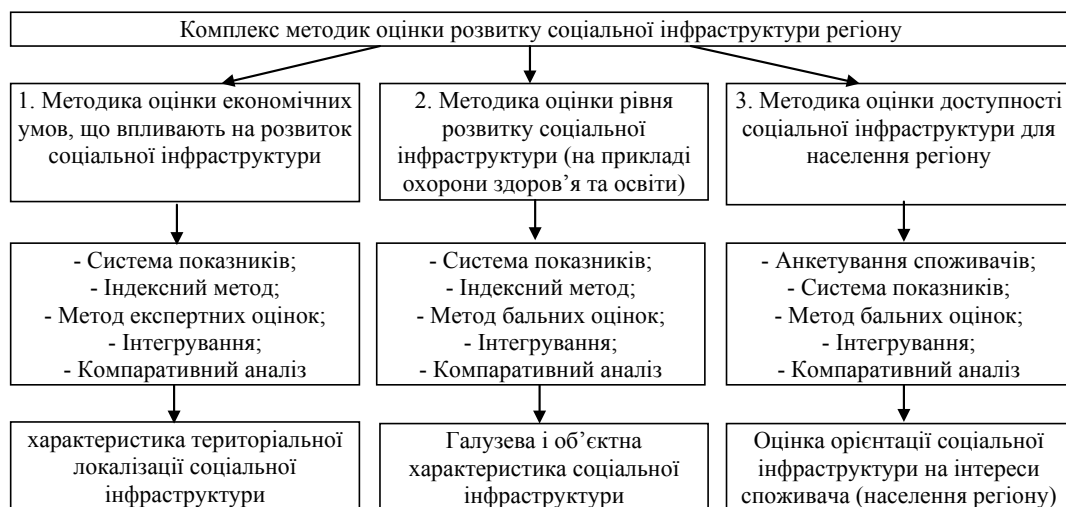 Комплекс методик оцінки розвитку соціальної інфраструктури регіону
1. Методика оцінки економічних
умов, що впливають на розвиток
соціальної інфраструктури
2. Методика оцінки рівня
розвитку соціальної
інфраструктури (на прикладі
охорони здоров’я та освіти)
3. Методика оцінки доступності
соціальної інфраструктури для
населення регіону
- Система показників;
- Індексний метод;
- Метод експертних оцінок;
- Інтегрування;
- Компаративний аналіз
- Система показників;
- Індексний метод;
- Метод бальних оцінок;
- Інтегрування;
- Компаративний аналіз
- Анкетування споживачів;
- Система показників;
- Метод бальних оцінок;
- Інтегрування;
- Компаративний аналіз
характеристика територіальної
локалізації соціальної
інфраструктури
Галузева і об’єктна
характеристика соціальної
інфраструктури
Оцінка орієнтації соціальної
інфраструктури на інтереси
споживача (населення регіону)